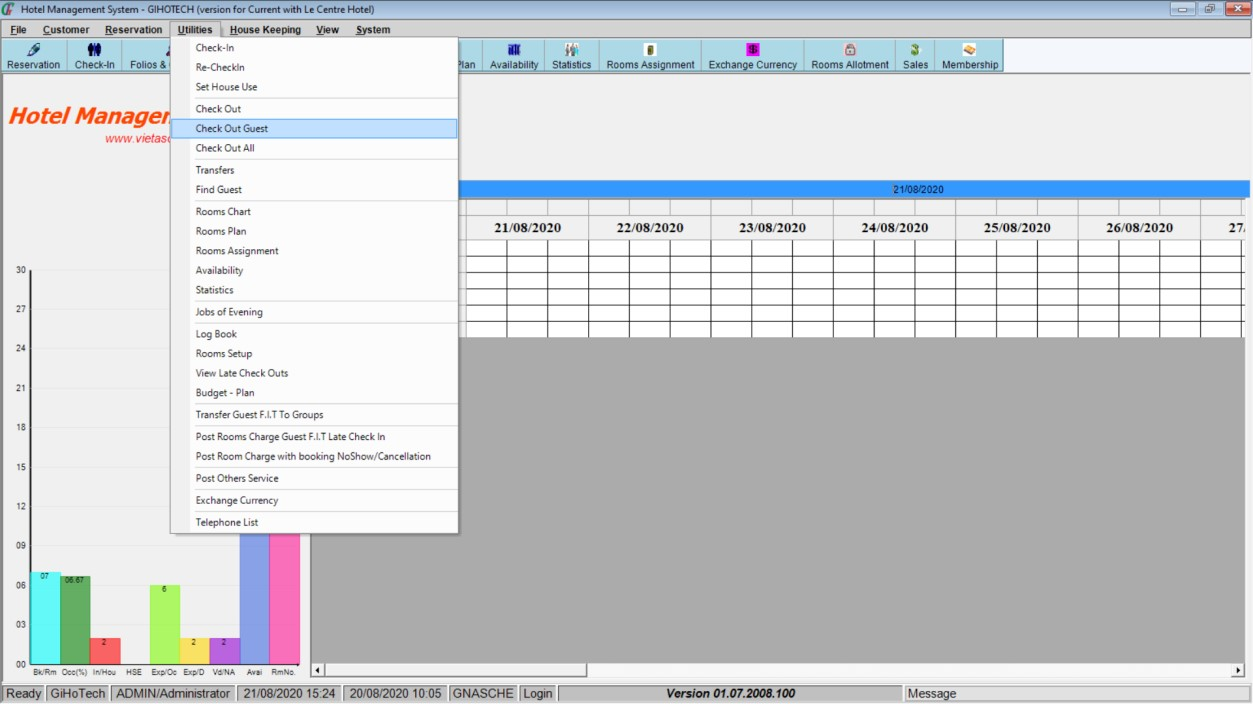 Hotel Management System - GIHOTECH (version for Current with Le Centre Hotel)
File Customer Reservation Utilities House Keeping View System
Reservation Check-In Folios & Plan Availability Statistics Rooms Assignment Exchange Currency Rooms Allotment Sales Membership
Check-In
Re-CheckIn
Set House Use
Check Out
Check Out Guest
Check Out All
Transfers
Find Guest
Rooms Chart
Rooms Plan
Rooms Assignment
Availability
Statistics
Jobs of Evening
Log Book
Rooms Setup
View Late Check Outs
Budget - Plan
Transfer Guest F.I.T To Groups
Post Rooms Charge Guest F.I.T Late Check In
Post Room Charge with booking NoShow/Cancellation
Post Others Service
Exchange Currency
Telephone List
Hotel Manager
www.vietas
21/08/2020
21/08/2020 22/08/2020 23/08/2020 24/08/2020 25/08/2020 26/08/2020 27/
30
27
24
21
18
15
12
09
06
03
00
07 06.67 2 6 2 2
Bk/Rm Occ(%) In/Hou HSE Exp/Oc Exp/D Vd/NA Avai RmNo.
Ready GiHoTech ADMIN/Administrator 21/08/2020 15:24 20/08/2020 10:05 GNASCHE Login Version 01.07.2008.100 Message